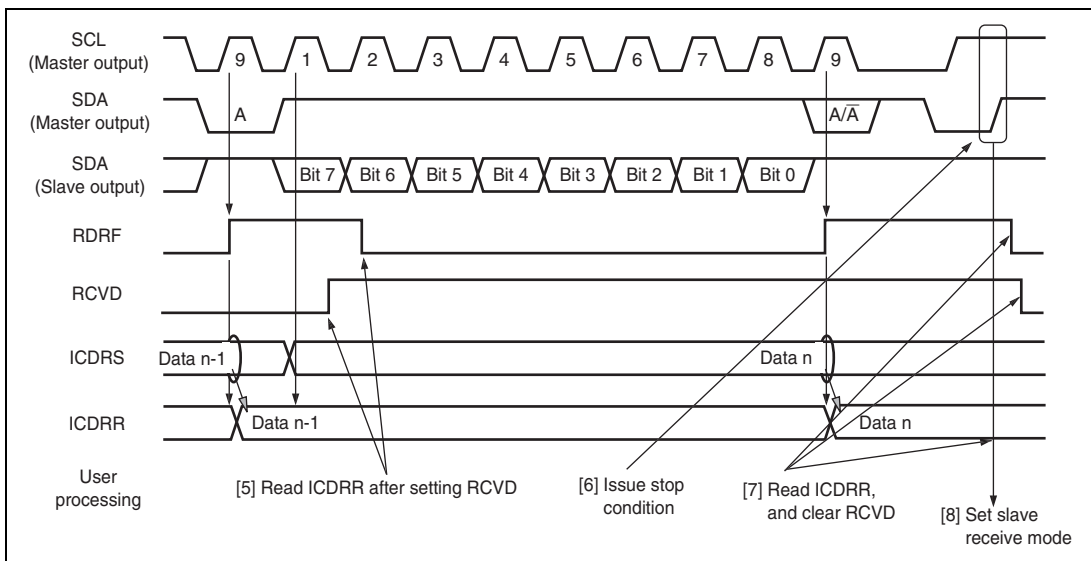 SCL
(Master output)
9 1 2 3 4 5 6 7 8 9
SDA
(Master output)
A A/A̅
SDA
(Slave output)
Bit 7 Bit 6 Bit 5 Bit 4 Bit 3 Bit 2 Bit 1 Bit 0
RDRF
RCVD
ICDRS
Data n-1 Data n
ICDRR
Data n-1 Data n
User
processing
[5] Read ICDRR after setting RCVD
[6] Issue stop
condition
[7] Read ICDRR,
and clear RCVD
[8] Set slave
receive mode